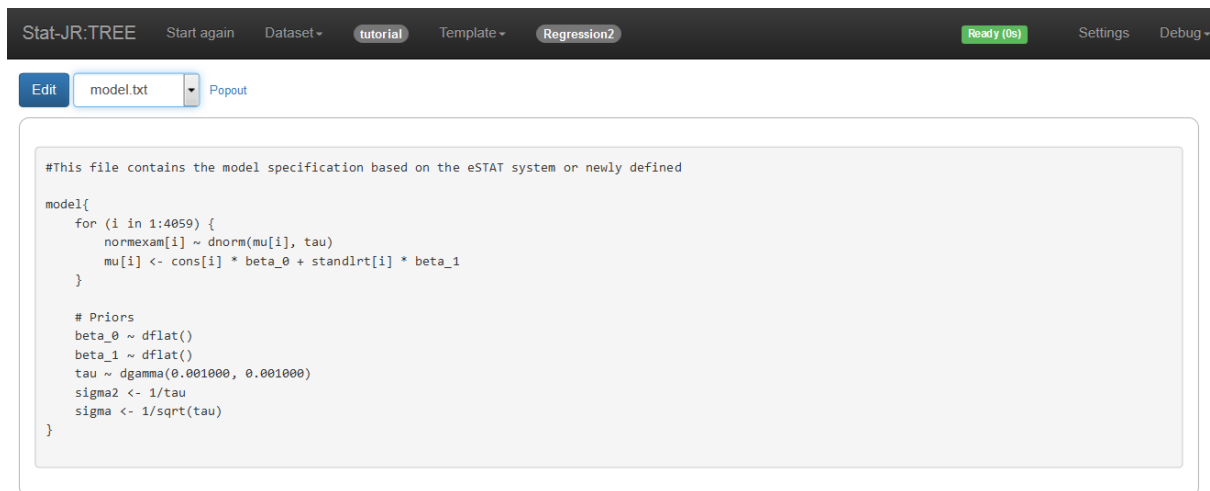 Stat-JR:TREE Start again Dataset tutorial Template Regression2 Ready (0s) Settings Debug
Edit model.txt Popout
#This file contains the model specification based on the eSTAT system or newly defined
model{
for (i in 1:4059) {
normexam[i] ~ dnorm(mu[i], tau)
mu[i] <- cons[i] * beta_0 + standlrt[i] * beta_1
}
# Priors
beta_0 ~ dflat()
beta_1 ~ dflat()
tau ~ dgamma(0.001000, 0.001000)
sigma2 <- 1/tau
sigma <- 1/sqrt(tau)
}